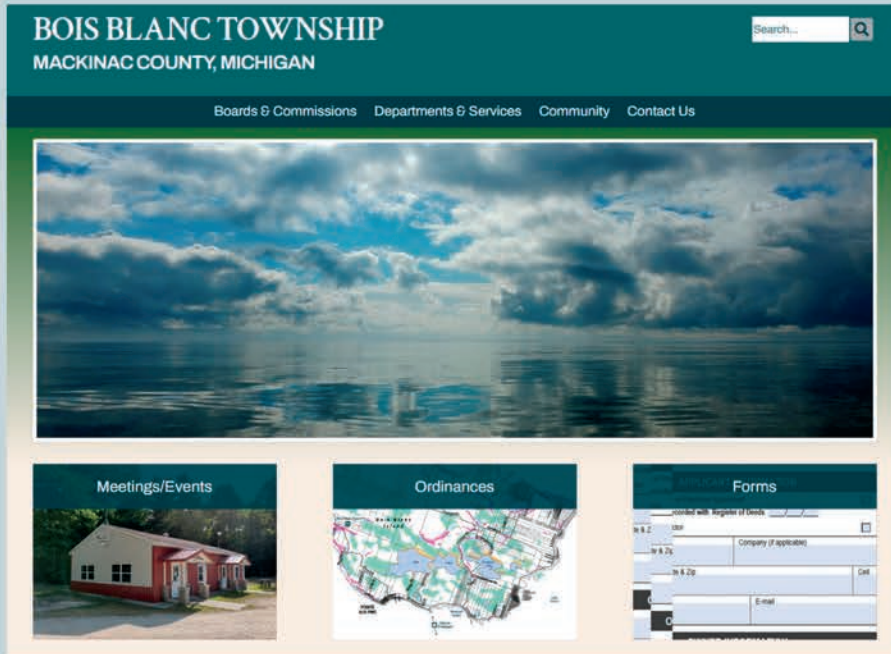 BOIS BLANC TOWNSHIP
Search...
MACKINAC COUNTY, MICHIGAN
Boards & Commissions Departments & Services Community Contact Us
Meetings/Events
Ordinances
Forms
Register of Deeds
Company (if applicable)
& Zip
Cell
E-mail